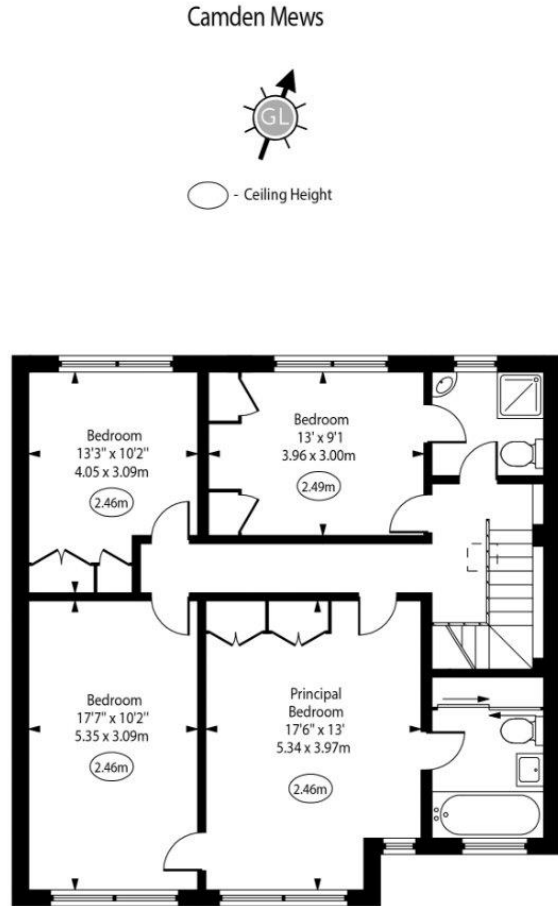 Camden Mews
GL
- Ceiling Height
Bedroom
13'3" x 10'2"
4.05 x 3.09m
2.46m
Bedroom
13' x 9'1
3.96 x 3.00m
2.49m
Bedroom
17'7" x 10'2"
5.35 x 3.09m
2.46m
Principal
Bedroom
17'6" x 13'
5.34 x 3.97m
2.46m